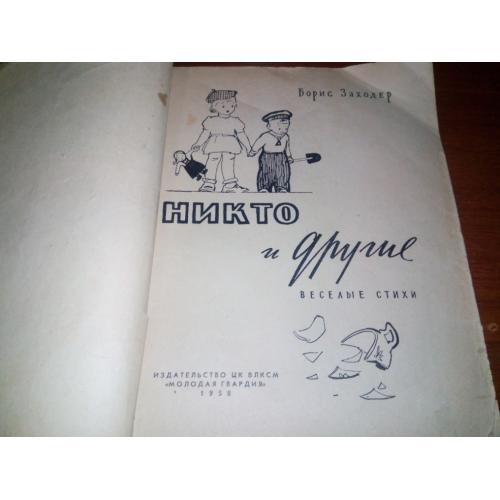 Борис Заходер
НИКТО
и другие
ВЕСЕЛЫЕ СТИХИ
ИЗДАТЕЛЬСТВО ЦК ВЛКСМ
«МОЛОДАЯ ГВАРДИЯ»
1958